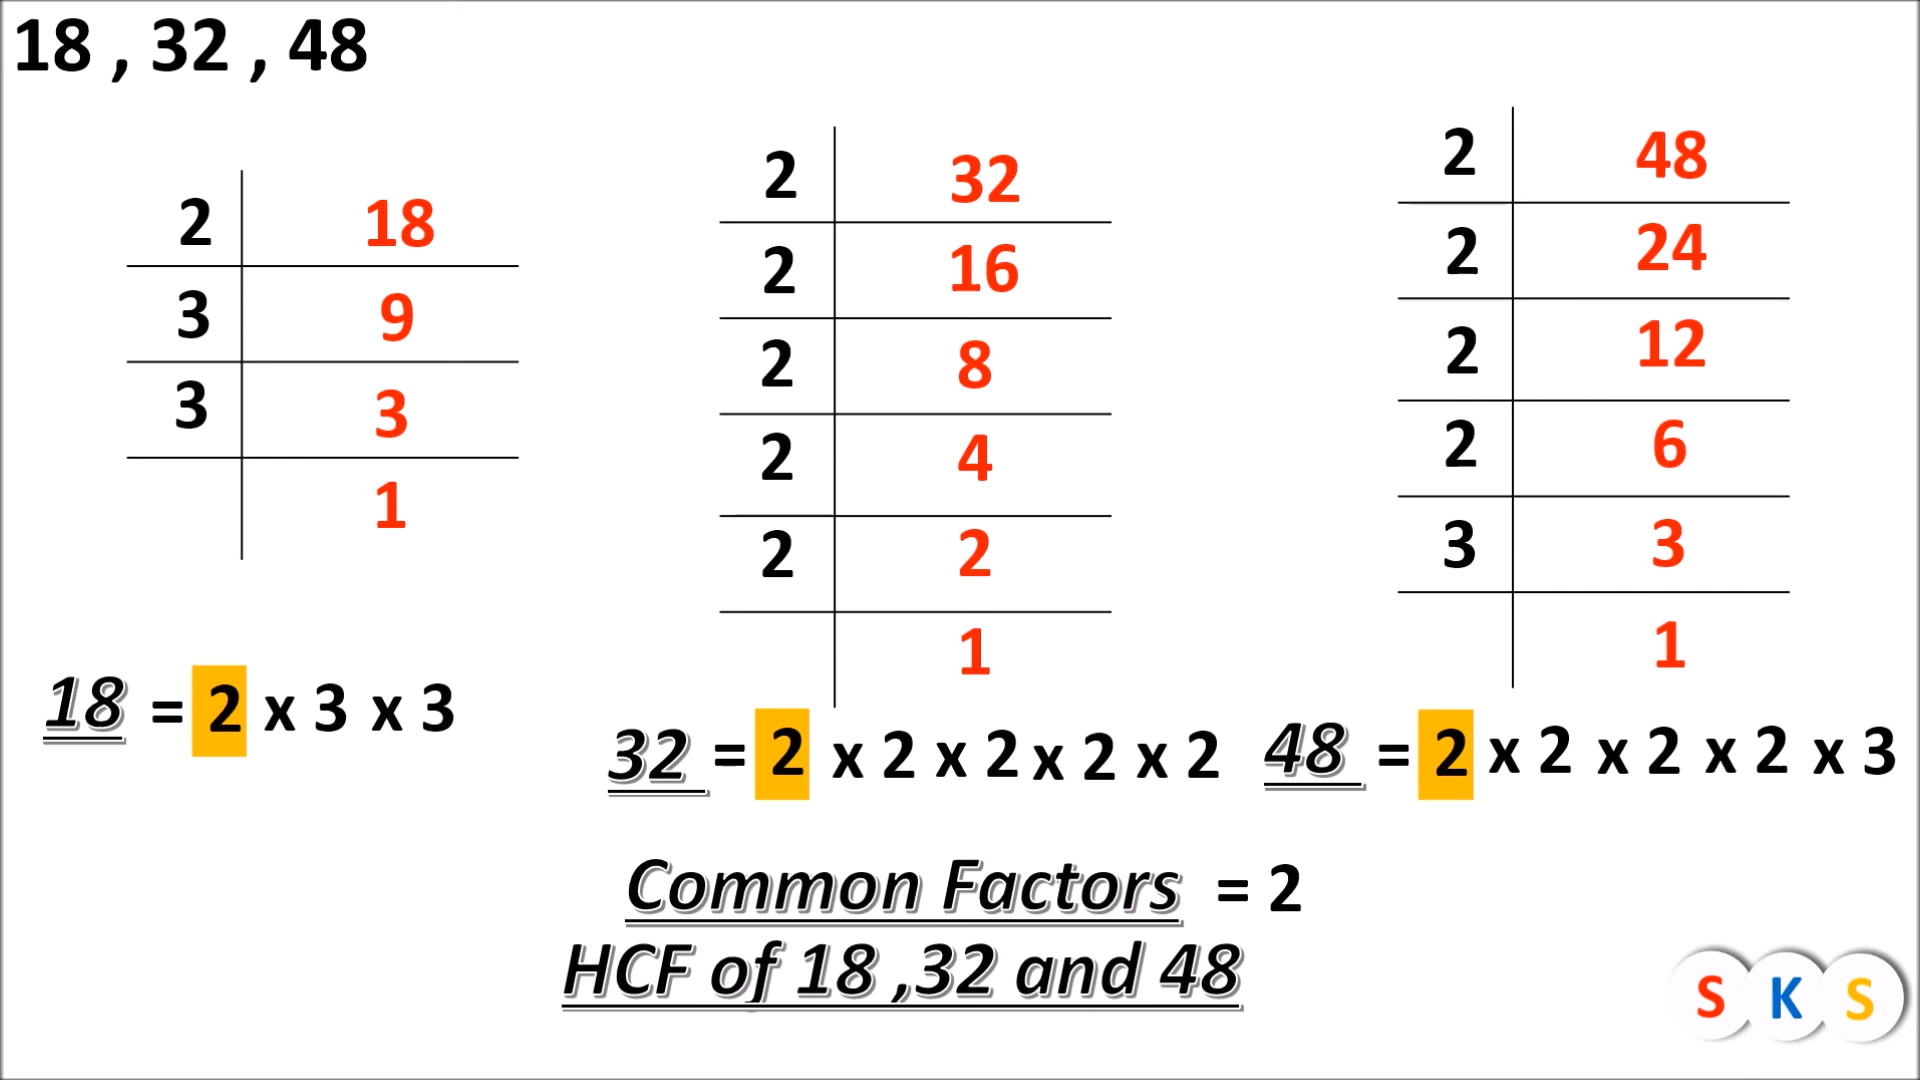 18 , 32 , 48
2 18
3 9
3 3
1
18 = 2 x 3 x 3
2 32
2 16
2 8
2 4
2 2
1
32 = 2 x 2 x 2 x 2 x 2
2 48
2 24
2 12
2 6
3 3
1
48 = 2 x 2 x 2 x 2 x 3
Common Factors = 2
HCF of 18 ,32 and 48
S K S